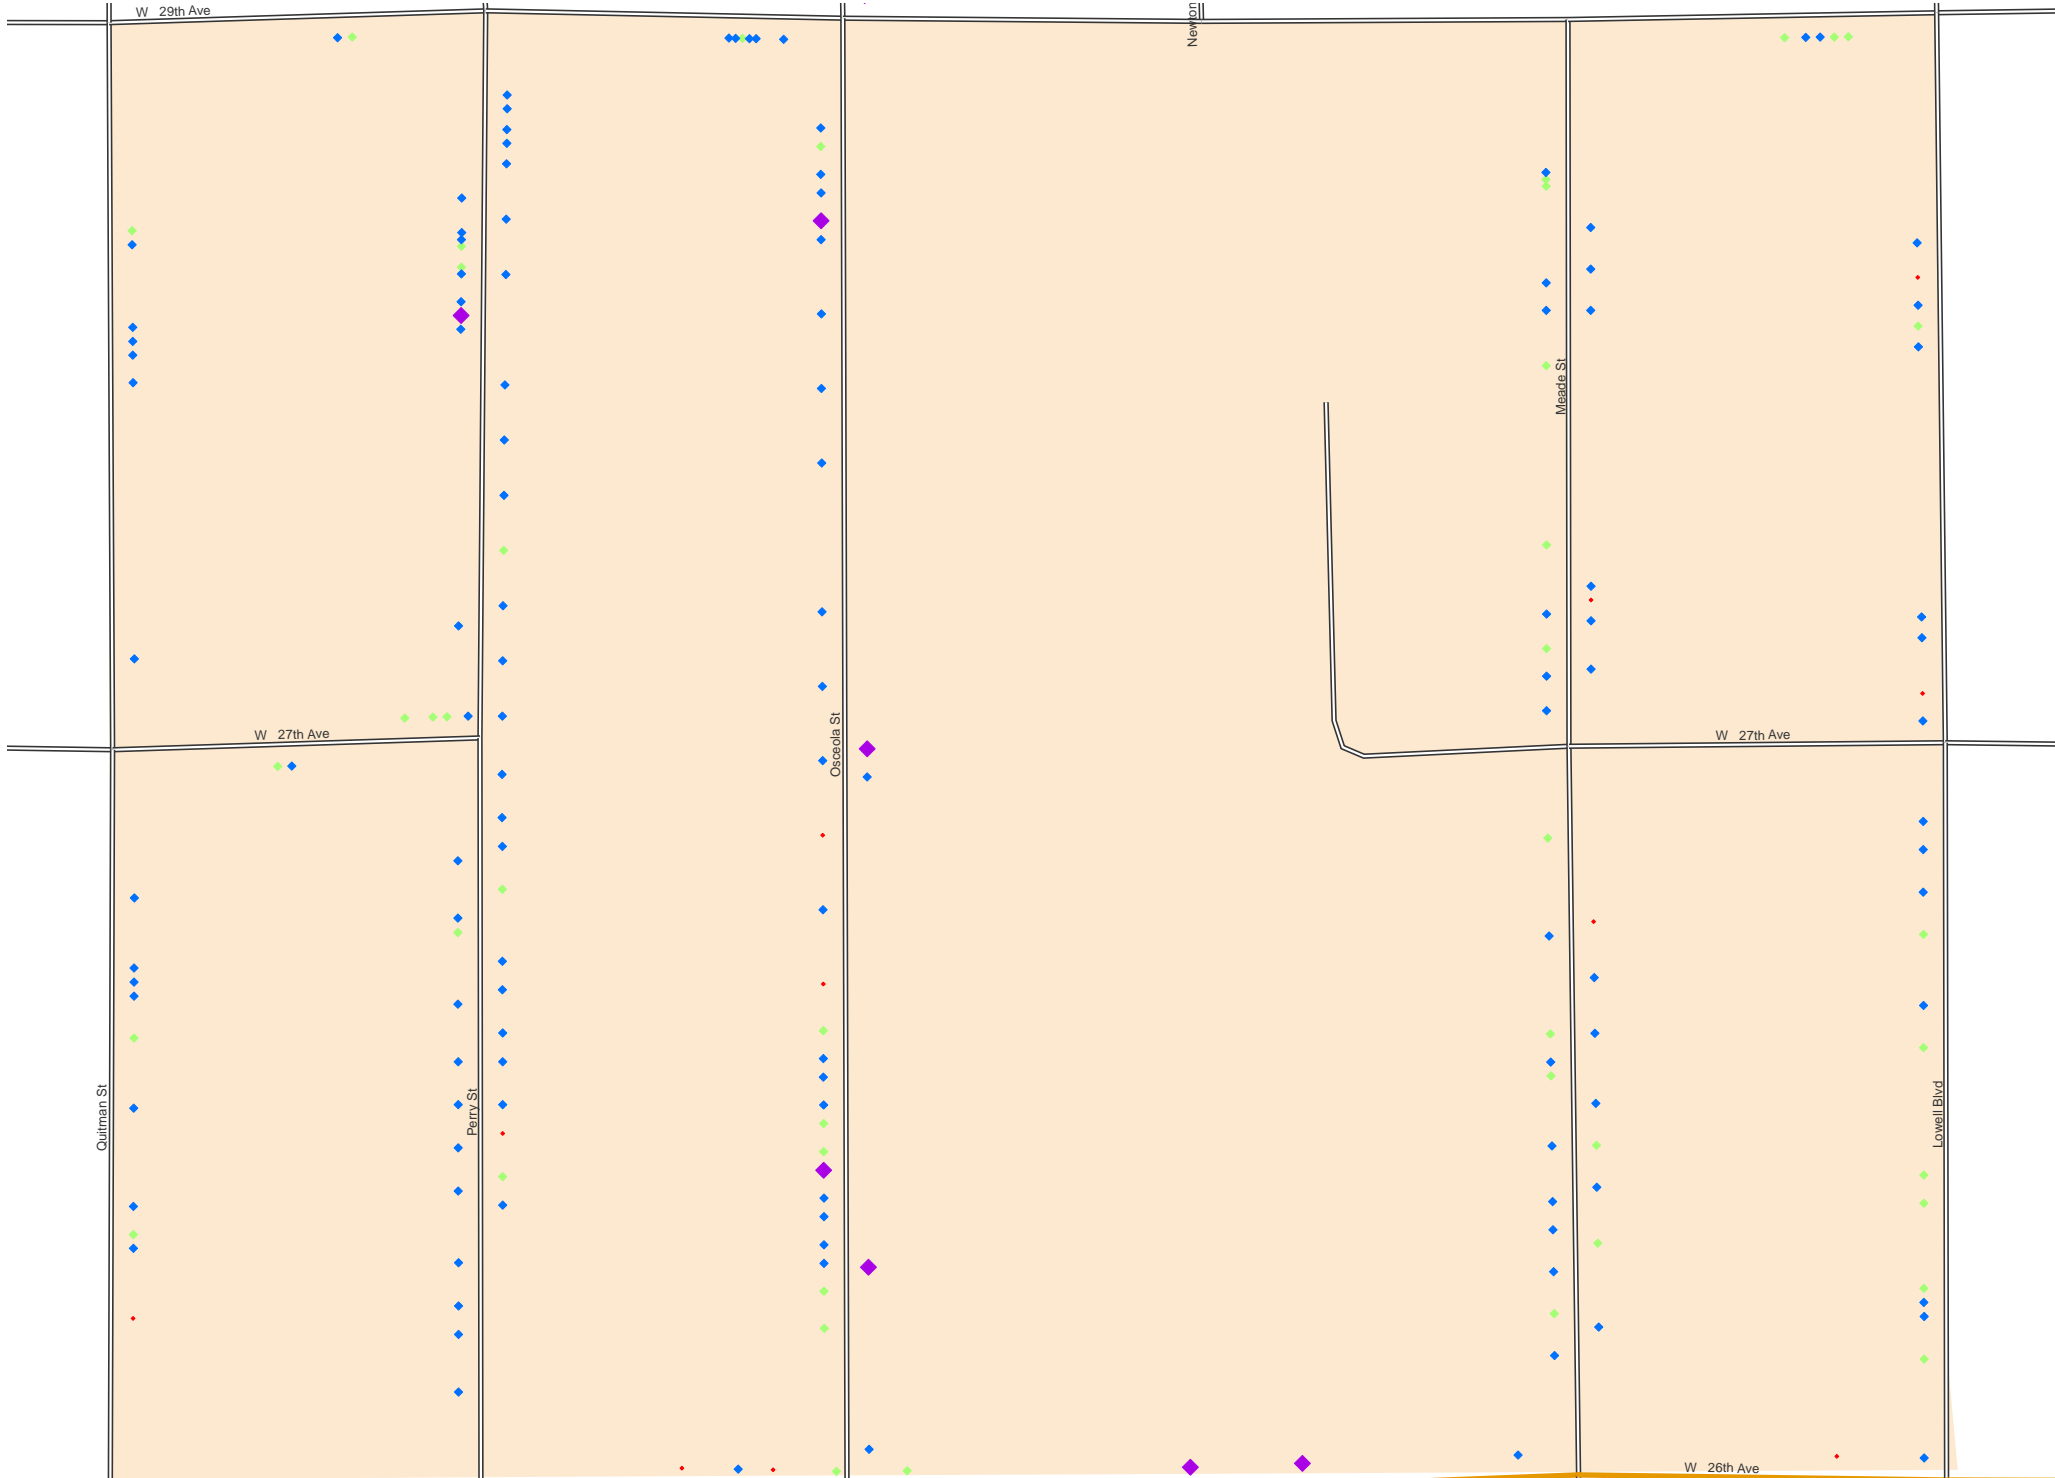 W 29th Ave
Newton
Meade St
Osceola St
W 27th Ave
W 27th Ave
Quitman St
Perry St
Lowell Blvd
W 26th Ave